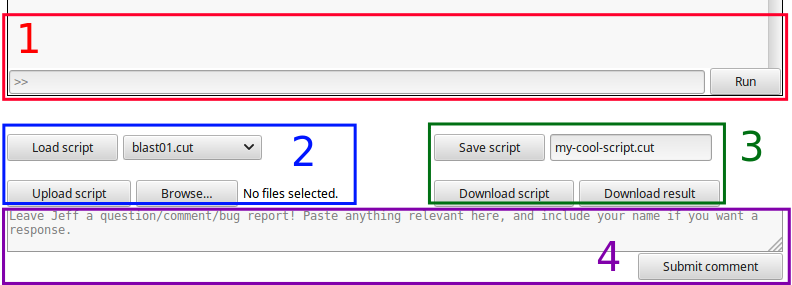 1
>>
Run
Load script
blast01.cut
2
Save script
my-cool-script.cut
3
Upload script
Browse...
No files selected.
Download script
Download result
Leave Jeff a question/comment/bug report! Paste anything relevant here, and include your name if you want a
response.
4
Submit comment